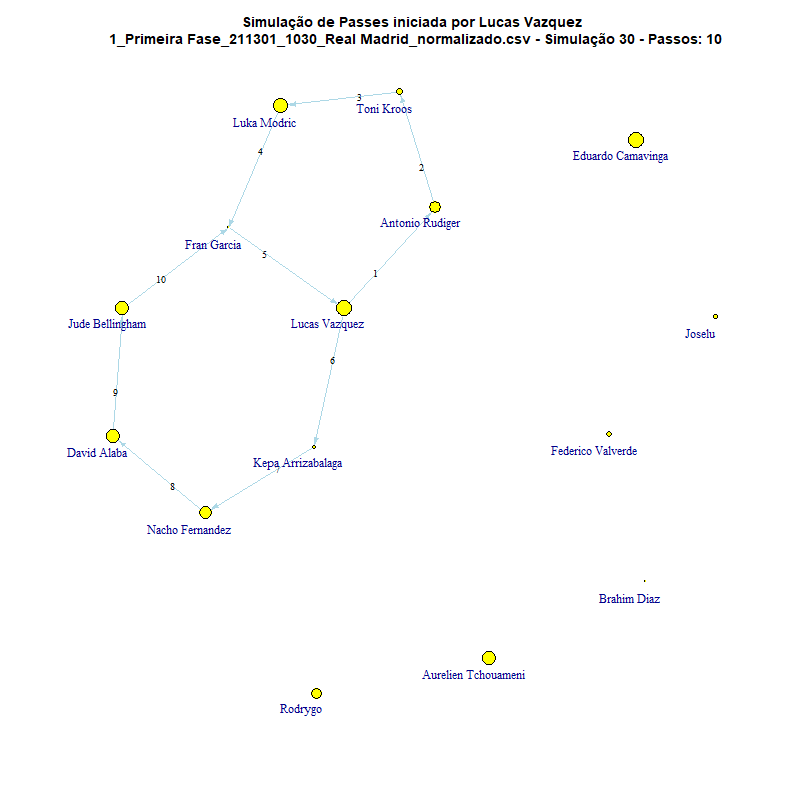 Simulação de Passes iniciada por Lucas Vazquez
1_Primeira Fase_211301_1030_Real Madrid_normalizado.csv - Simulação 30 - Passos: 10
3
Toni Kroos
Luka Modric
4
Eduardo Camavinga
2
Antonio Rudiger
Fran Garcia
5
1
10
Jude Bellingham
Lucas Vazquez
Joselu
6
9
David Alaba
Federico Valverde
Kepa Arrizabalaga
7
8
Nacho Fernandez
Brahim Diaz
Aurelien Tchouameni
Rodrygo